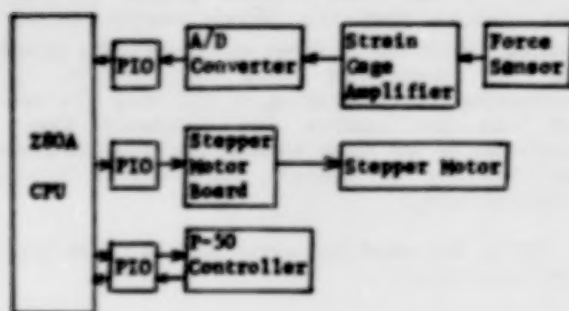 Z80A
CPU
PIO
A/D
Converter
Strain
Gage
Amplifier
Force
Sensor
PIO
Stepper
Motor
Board
Stepper Motor
PIO
P-50
Controller